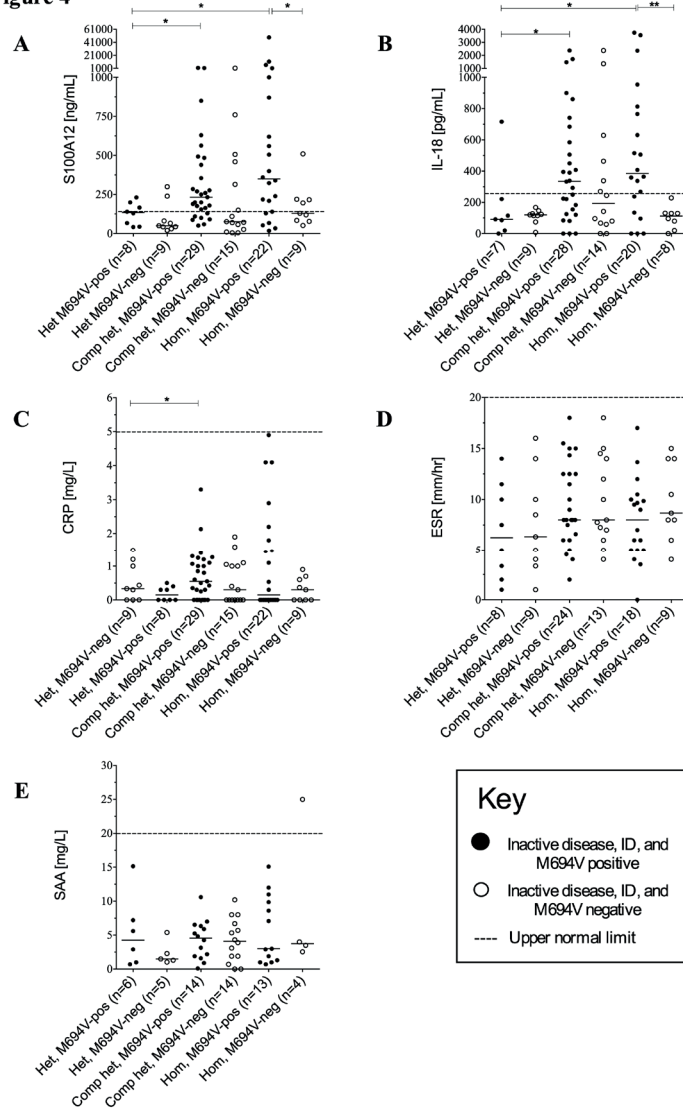 Figure 4
A
*
*
*
61000
51000
41000
31000
21000
11000
1000
1000
750
500
250
0
S100A12 [ng/mL]
Het M694V-pos (n=8)
Het M694V-neg (n=9)
Comp het, M694V-pos (n=29)
Comp het, M694V-neg (n=15)
Hom, M694V-pos (n=22)
Hom, M694V-neg (n=9)
B
*
**
*
4000
3000
2000
1000
1000
800
600
400
200
0
IL-18 [pg/mL]
Het, M694V-pos (n=7)
Het, M694V-neg (n=9)
Comp het, M694V-pos (n=28)
Comp het, M694V-neg (n=14)
Hom, M694V-pos (n=20)
Hom, M694V-neg (n=8)
C
*
6
5
4
3
2
1
0
CRP [mg/L]
Het, M694V-neg (n=9)
Het, M694V-pos (n=8)
Comp het, M694V-pos (n=29)
Comp het, M694V-neg (n=15)
Hom, M694V-pos (n=22)
Hom, M694V-neg (n=9)
D
20
15
10
5
0
ESR [mm/hr]
Het, M694V-pos (n=8)
Het, M694V-neg (n=9)
Comp het, M694V-pos (n=24)
Comp het, M694V-neg (n=13)
Hom, M694V-pos (n=18)
Hom, M694V-neg (n=9)
E
30
25
20
15
10
5
0
SAA [mg/L]
Het, M694V-pos (n=6)
Het, M694V-neg (n=5)
Comp het, M694V-pos (n=14)
Comp het, M694V-neg (n=14)
Hom, M694V-pos (n=13)
Hom, M694V-neg (n=4)
Key
Inactive disease, ID, and
M694V positive
Inactive disease, ID, and
M694V negative
Upper normal limit